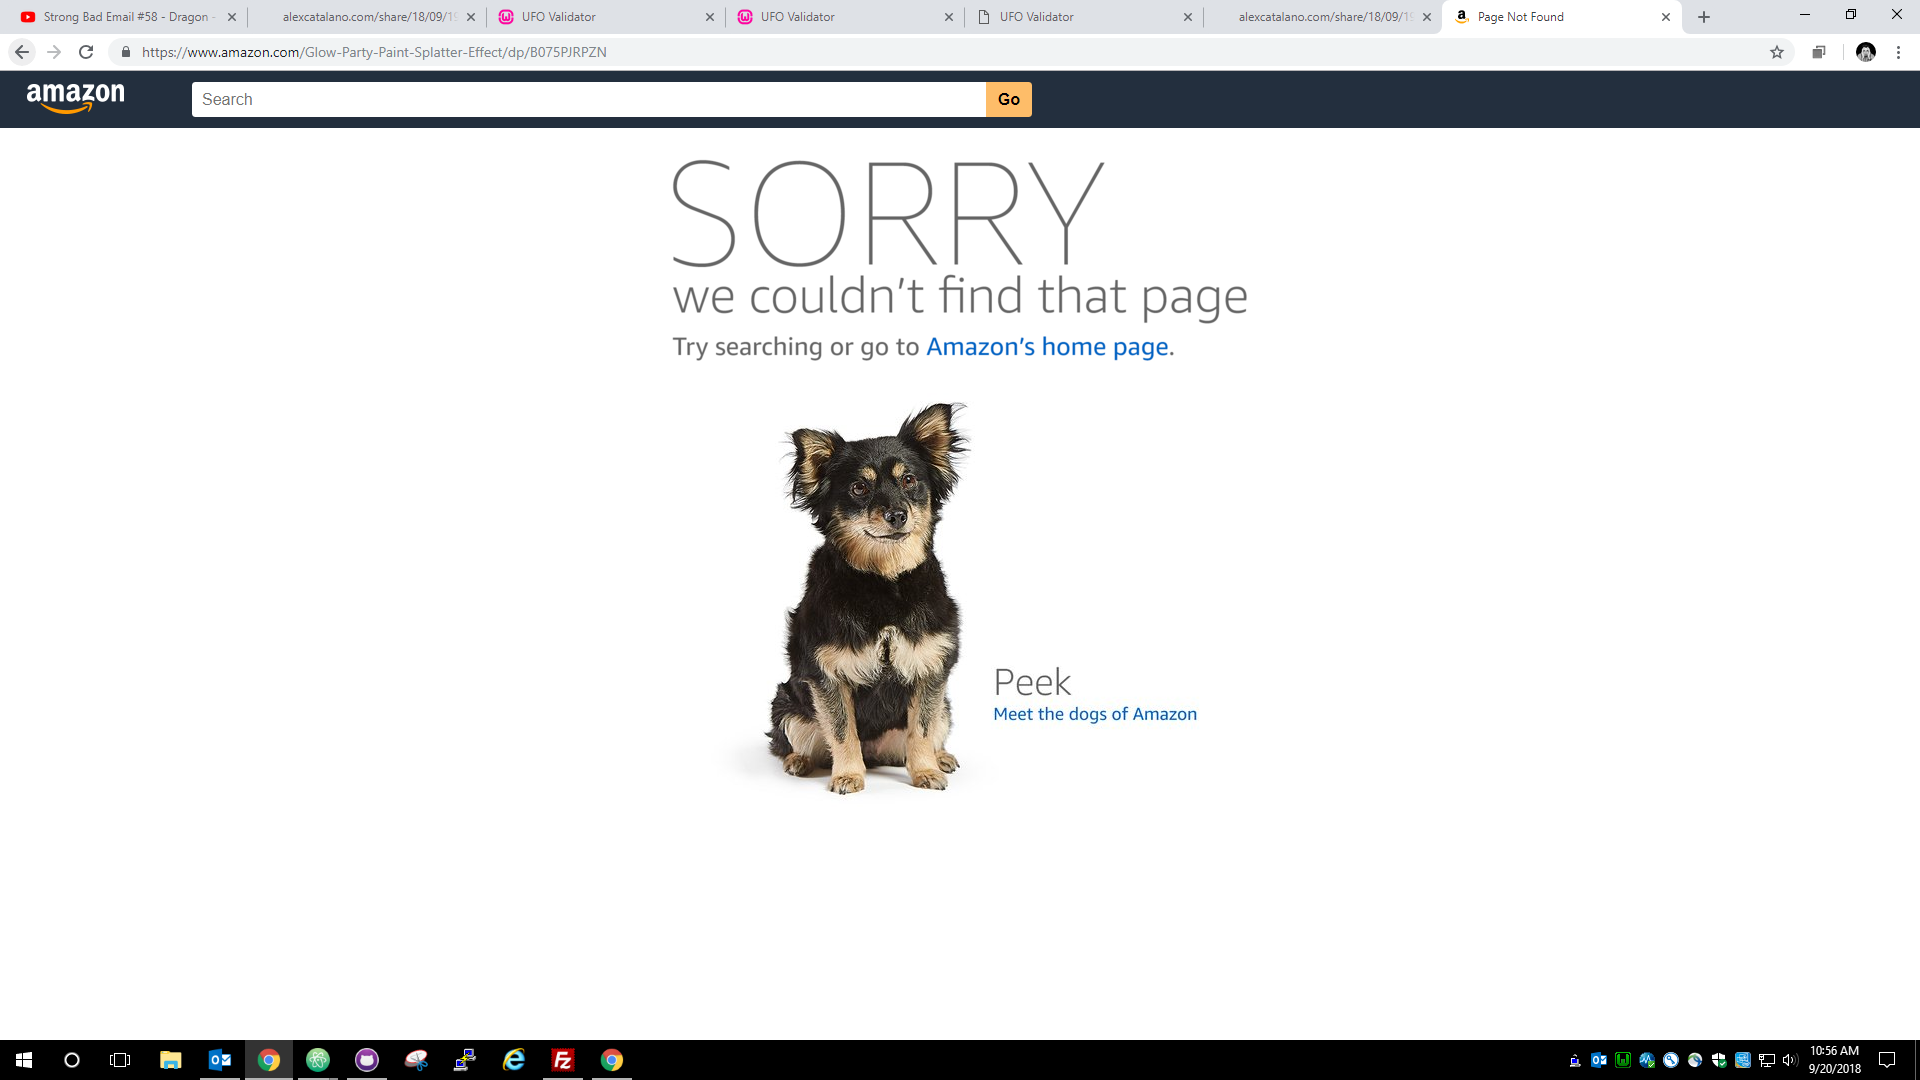 Strong Bad Email #58 - Dragon -
alexcatalano.com/share/18/09/19
UFO Validator
UFO Validator
UFO Validator
alexcatalano.com/share/18/09/19
Page Not Found
https://www.amazon.com/Glow-Party-Paint-Splatter-Effect/dp/B075PJRPZN
amazon
Search
Go
SORRY
we couldn't find that page
Try searching or go to Amazon's home page.
Peek
Meet the dogs of Amazon
10:56 AM
9/20/2018